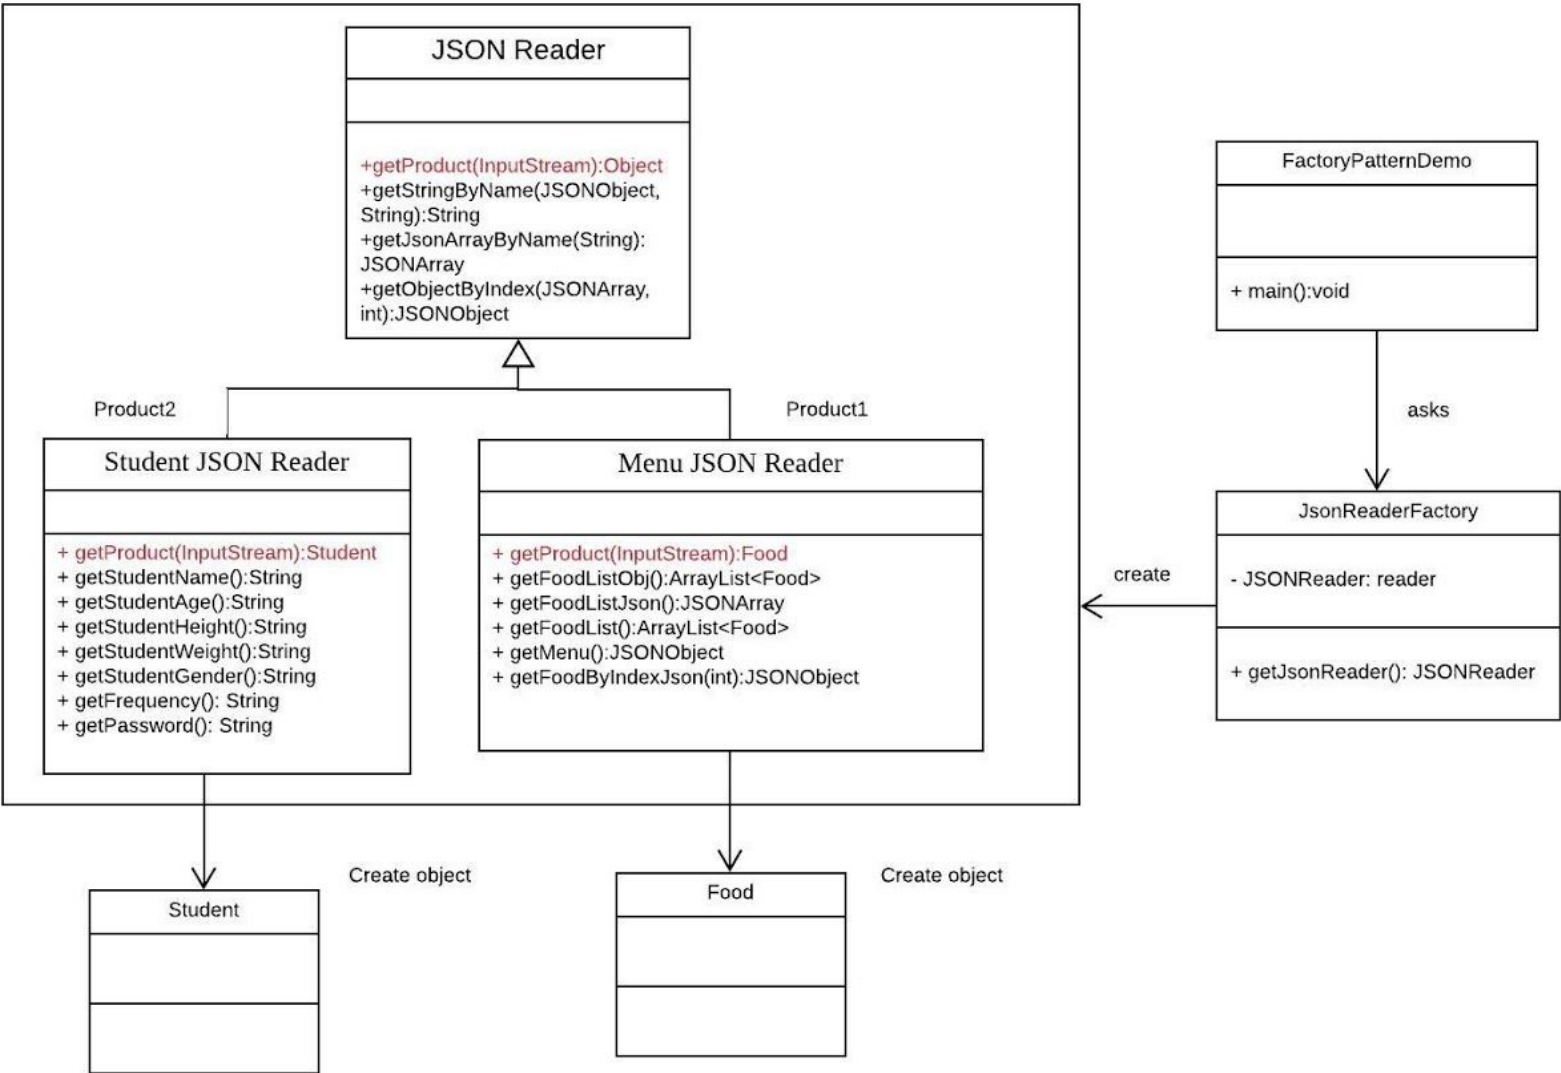 JSON Reader
+getProduct(InputStream):Object
+getStringByName(JSONObject,
String):String
+getJsonArrayByName(String):
JSONArray
+getObjectByIndex(JSONArray,
int):JSONObject
FactoryPatternDemo
+ main():void
Product2
Product1
asks
Student JSON Reader
+ getProduct(InputStream):Student
+ getStudentName():String
+ getStudentAge():String
+ getStudentHeight():String
+ getStudentWeight():String
+ getStudentGender():String
+ getFrequency(): String
+ getPassword(): String
Menu JSON Reader
+ getProduct(InputStream):Food
+ getFoodListObj():ArrayList<Food>
+ getFoodListJson():JSONArray
+ getFoodList():ArrayList<Food>
+ getMenu():JSONObject
+ getFoodByIndexJson(int):JSONObject
create
JsonReaderFactory
- JSONReader: reader
+ getJsonReader(): JSONReader
Create object
Student
Create object
Food